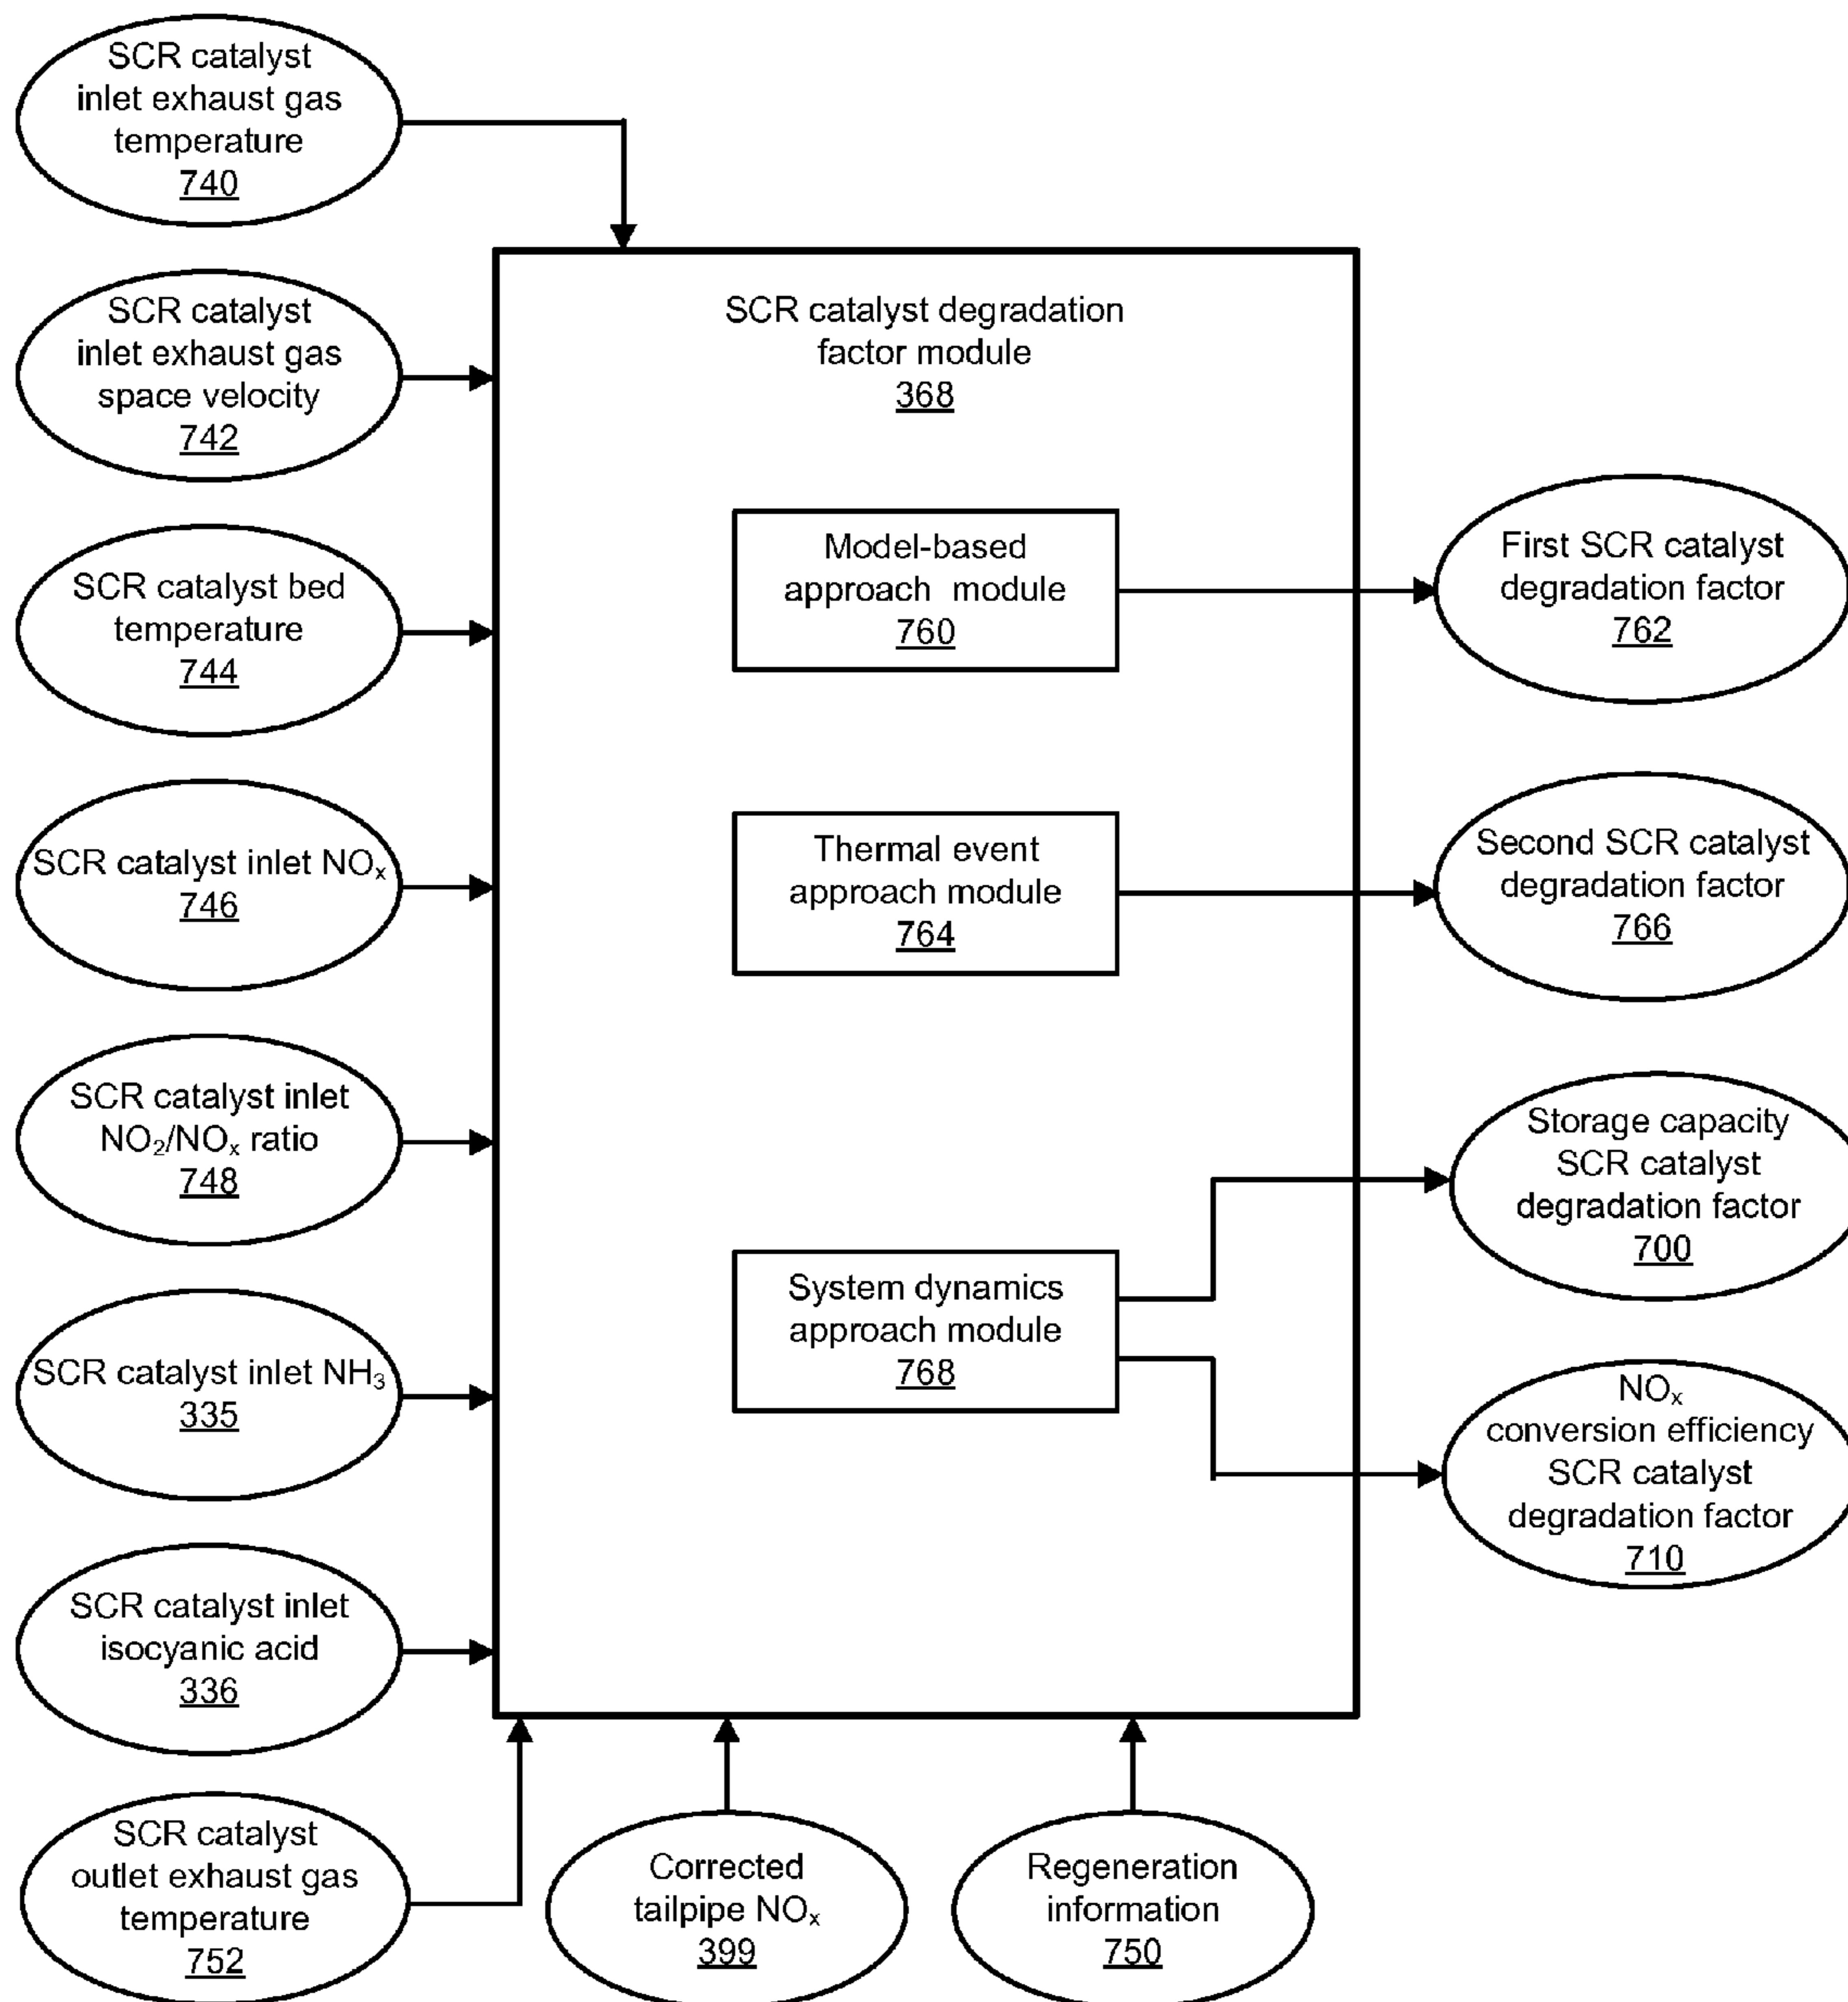 SCR catalyst
inlet exhaust gas
temperature
740
SCR catalyst
inlet exhaust gas
space velocity
742
SCR catalyst bed
temperature
744
SCR catalyst inlet NOₓ
746
SCR catalyst inlet
NO₂/NOₓ ratio
748
SCR catalyst inlet NH₃
335
SCR catalyst inlet
isocyanic acid
336
SCR catalyst
outlet exhaust gas
temperature
752
Corrected
tailpipe NOₓ
399
Regeneration
information
750
SCR catalyst degradation
factor module
368
Model-based
approach module
760
Thermal event
approach module
764
System dynamics
approach module
768
First SCR catalyst
degradation factor
762
Second SCR catalyst
degradation factor
766
Storage capacity
SCR catalyst
degradation factor
700
NOₓ
conversion efficiency
SCR catalyst
degradation factor
710